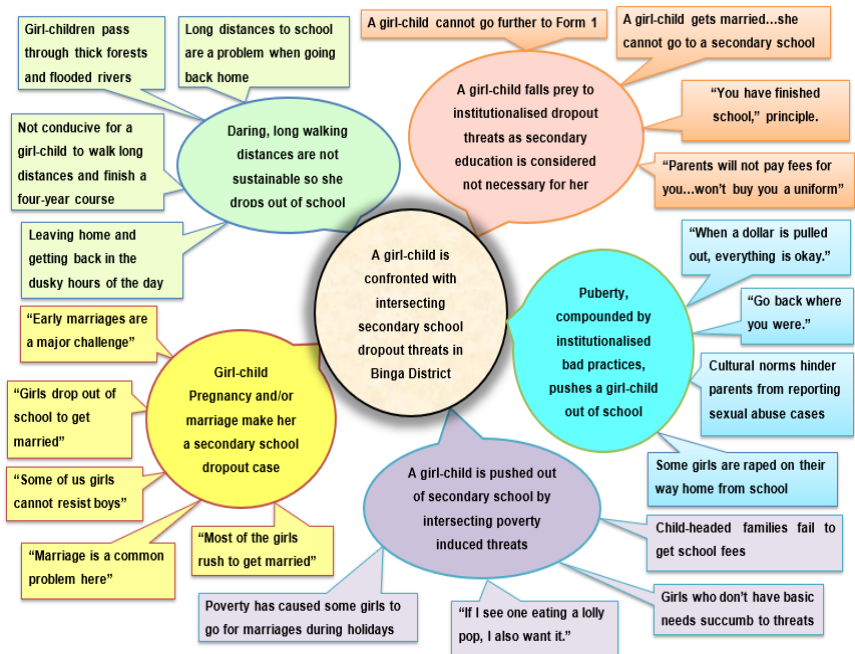 Girl-children pass
through thick forests
and flooded rivers
Long distances to school
are a problem when going
back home
Not conducive for a
girl-child to walk long
distances and finish a
four-year course
Leaving home and
getting back in the
dusky hours of the day
Daring, long walking
distances are not
sustainable so she
drops out of school
A girl-child cannot go further to Form 1
A girl-child gets married…she
cannot go to a secondary school
“You have finished
school,” principle.
“Parents will not pay fees for
you…won’t buy you a uniform”
A girl-child falls prey to
institutionalised dropout
threats as secondary
education is considered
not necessary for her
A girl-child is
confronted with
intersecting
secondary school
dropout threats in
Binga District
“When a dollar is pulled
out, everything is okay.”
“Go back where
you were.”
Cultural norms hinder
parents from reporting
sexual abuse cases
Some girls are raped on their
way home from school
Puberty,
compounded by
institutionalised
bad practices,
pushes a girl-child
out of school
“Early marriages are
a major challenge”
“Girls drop out of
school to get
married”
“Some of us girls
cannot resist boys”
“Marriage is a common
problem here”
“Most of the girls
rush to get married”
Girl-child
Pregnancy and/or
marriage make her
a secondary school
dropout case
A girl-child is pushed out
of secondary school by
intersecting poverty
induced threats
Child-headed families fail to
get school fees
Girls who don’t have basic
needs succumb to threats
“If I see one eating a lolly
pop, I also want it.”
Poverty has caused some girls to
go for marriages during holidays